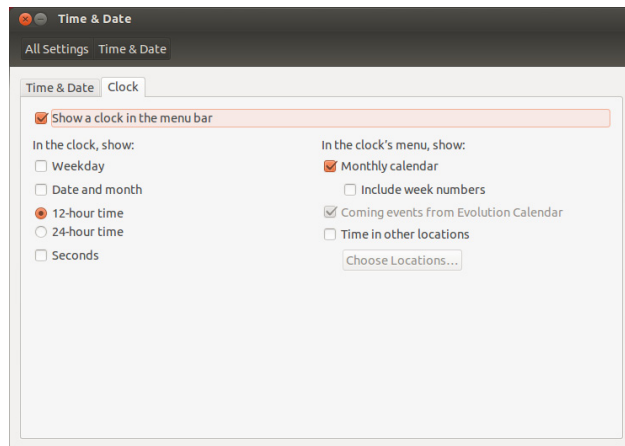 Time & Date
All Settings Time & Date
Time & Date Clock
Show a clock in the menu bar
In the clock, show:
Weekday
Date and month
12-hour time
24-hour time
Seconds
In the clock's menu, show:
Monthly calendar
Include week numbers
Coming events from Evolution Calendar
Time in other locations
Choose Locations...